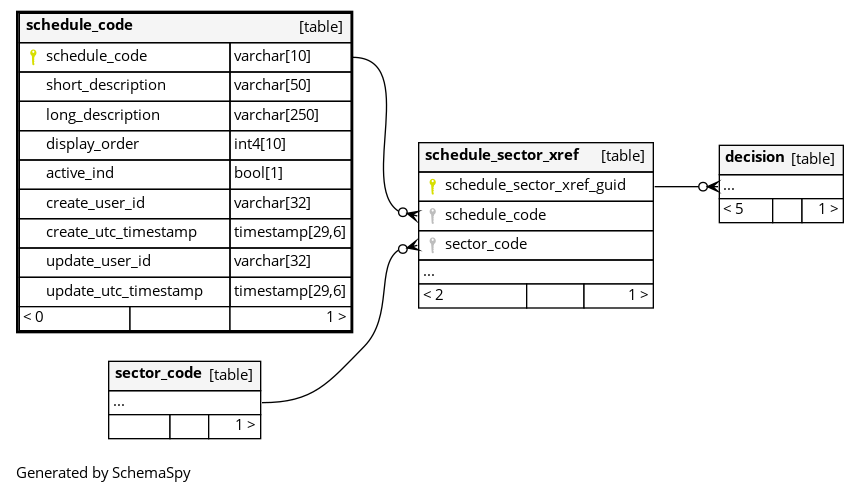 schedule_code [table]
schedule_code varchar[10]
short_description varchar[50]
long_description varchar[250]
display_order int4[10]
active_ind bool[1]
create_user_id varchar[32]
create_utc_timestamp timestamp[29,6]
update_user_id varchar[32]
update_utc_timestamp timestamp[29,6]
< 0 1 >
schedule_sector_xref [table]
schedule_sector_xref_guid
schedule_code
sector_code
...
< 2 1 >
decision [table]
...
< 5 1 >
sector_code [table]
...
1 >
Generated by SchemaSpy